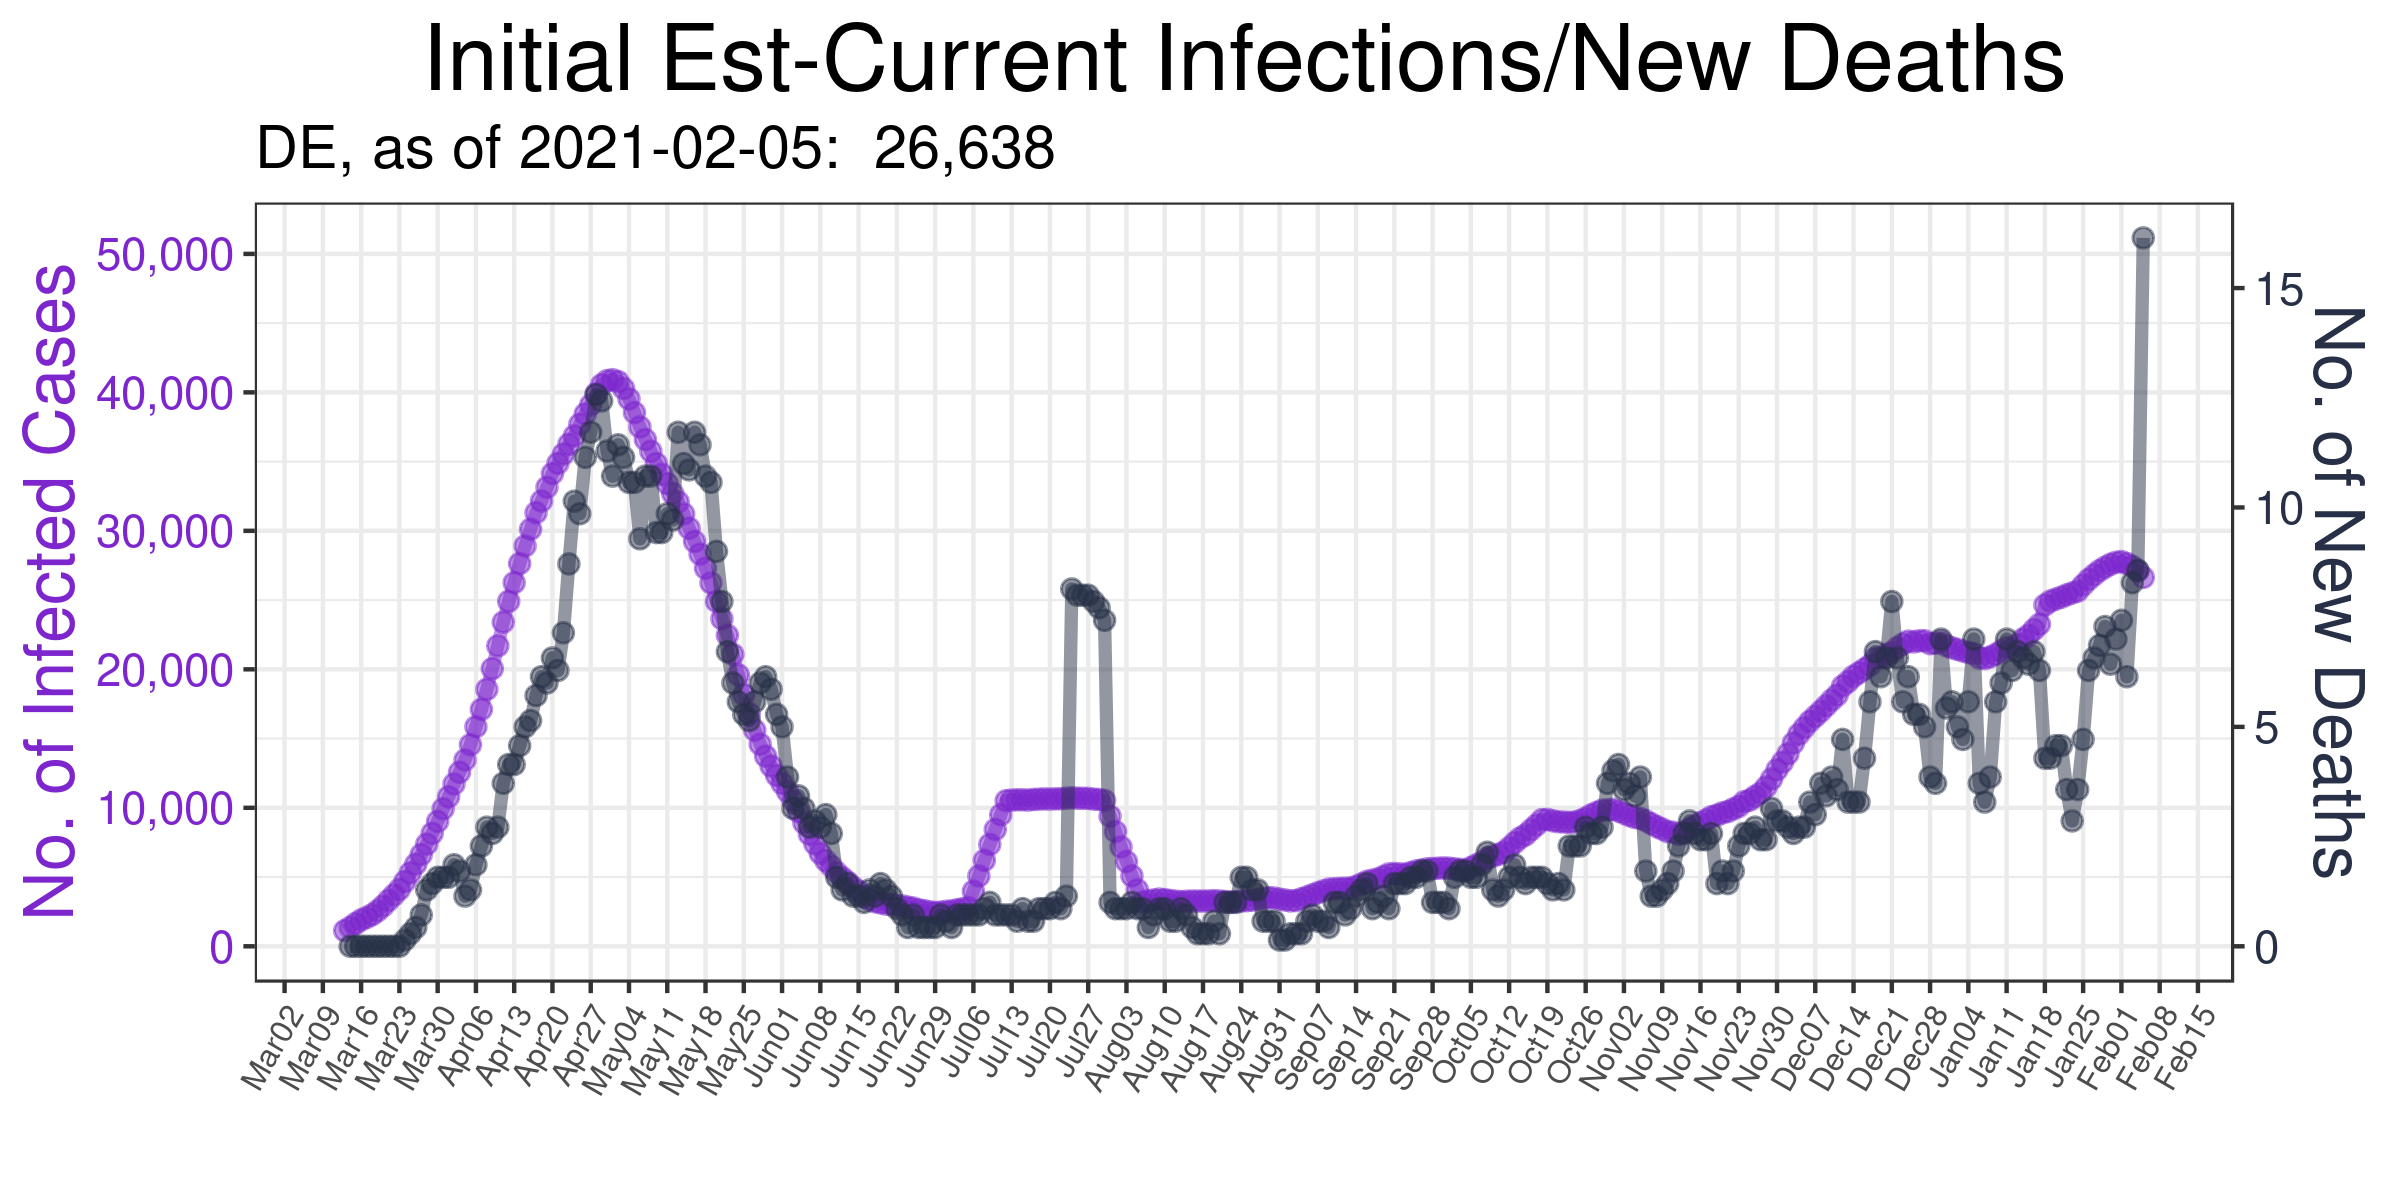 Initial Est-Current Infections/New Deaths
DE, as of 2021-02-05:  26,638
No. of Infected Cases
50,000
40,000
30,000
20,000
10,000
0
15
10
5
0
No. of New Deaths
Mar02
Mar09
Mar16
Mar23
Mar30
Apr06
Apr13
Apr20
Apr27
May04
May11
May18
May25
Jun01
Jun08
Jun15
Jun22
Jun29
Jul06
Jul13
Jul20
Jul27
Aug03
Aug10
Aug17
Aug24
Aug31
Sep07
Sep14
Sep21
Sep28
Oct05
Oct12
Oct19
Oct26
Nov02
Nov09
Nov16
Nov23
Nov30
Dec07
Dec14
Dec21
Dec28
Jan04
Jan11
Jan18
Jan25
Feb01
Feb08
Feb15